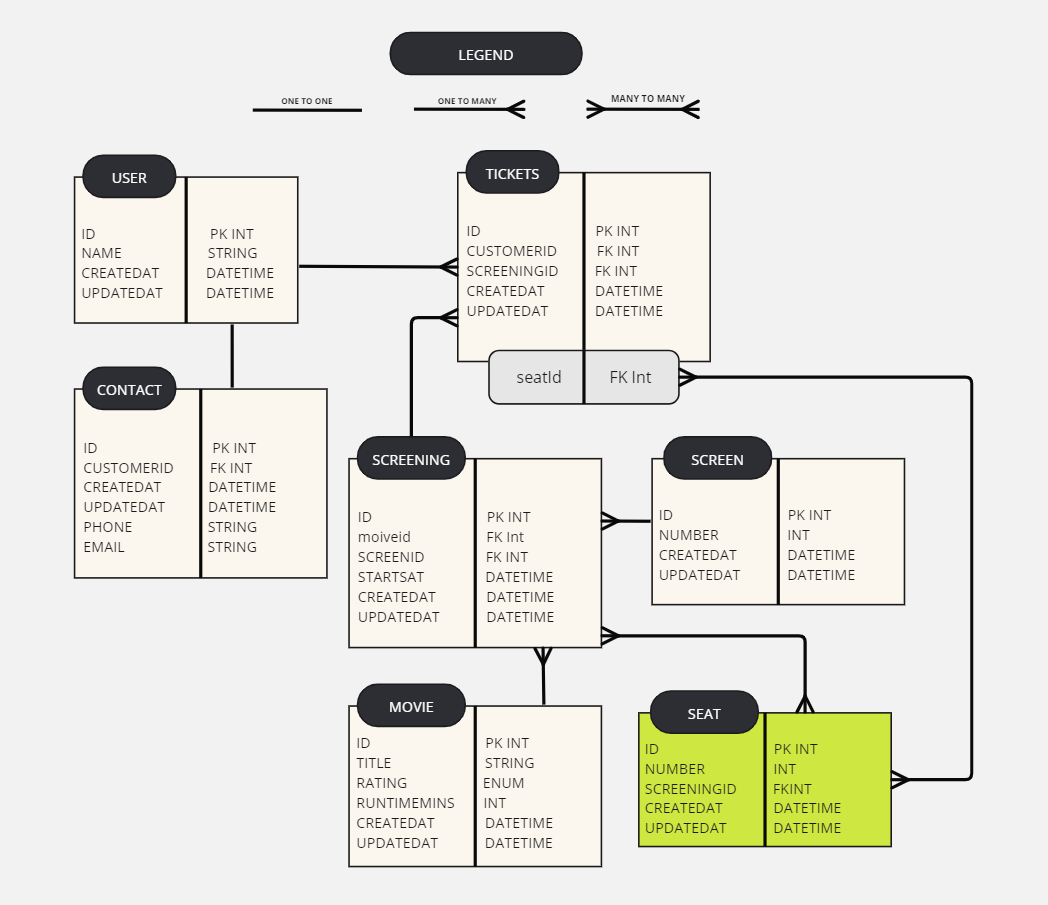 LEGEND
ONE TO ONE
ONE TO MANY
MANY TO MANY
USER
ID PK INT
NAME STRING
CREATEDAT DATETIME
UPDATEDAT DATETIME
TICKETS
ID PK INT
CUSTOMERID FK INT
SCREENINGID FK INT
CREATEDAT DATETIME
UPDATEDAT DATETIME
seatId FK Int
CONTACT
ID PK INT
CUSTOMERID FK INT
CREATEDAT DATETIME
UPDATEDAT DATETIME
PHONE STRING
EMAIL STRING
SCREENING
ID PK INT
moiveid FK Int
SCREENID FK INT
STARTSAT DATETIME
CREATEDAT DATETIME
UPDATEDAT DATETIME
SCREEN
ID PK INT
NUMBER INT
CREATEDAT DATETIME
UPDATEDAT DATETIME
MOVIE
ID PK INT
TITLE STRING
RATING ENUM
RUNTIMEMINS INT
CREATEDAT DATETIME
UPDATEDAT DATETIME
SEAT
ID PK INT
NUMBER INT
SCREENINGID FKINT
CREATEDAT DATETIME
UPDATEDAT DATETIME